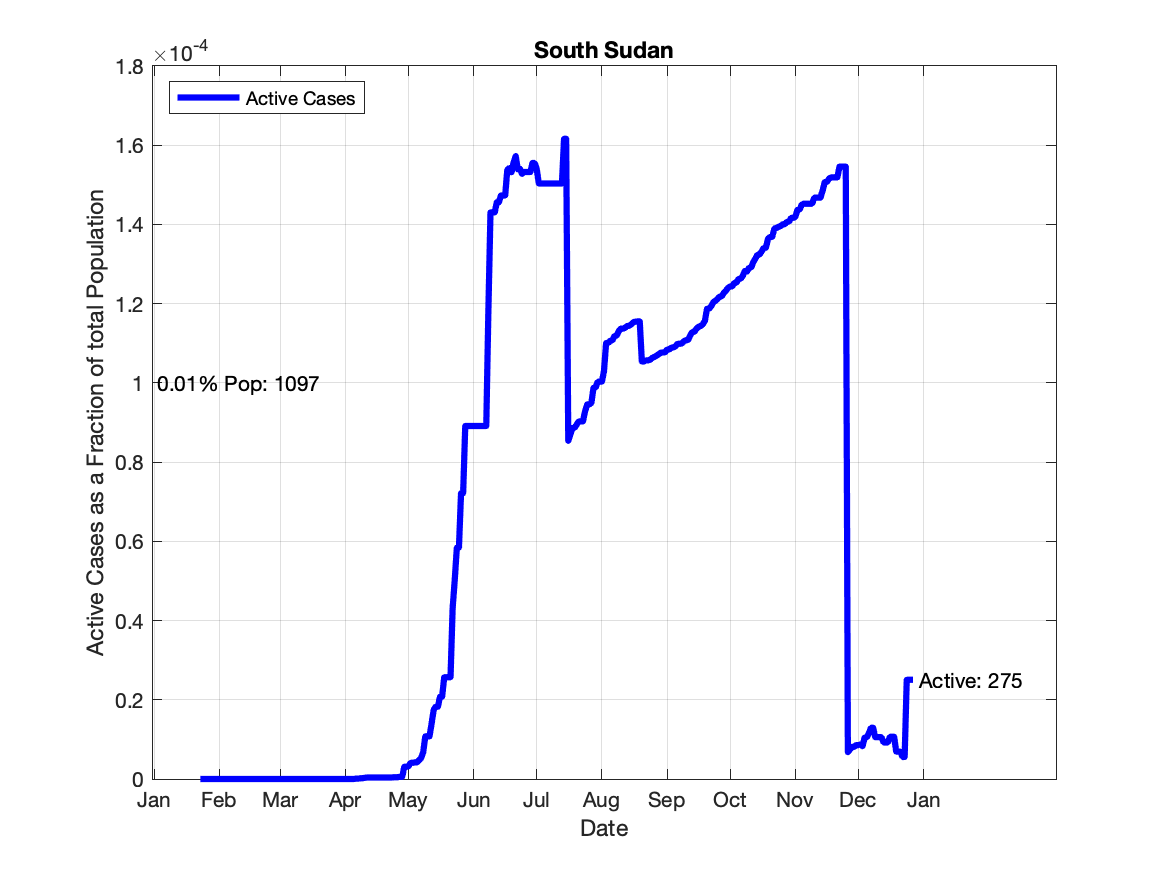 South Sudan
×10⁻⁴
Active Cases
1.8
1.6
1.4
1.2
1
0.8
0.6
0.4
0.2
0
Active Cases as a Fraction of total Population
0.01% Pop: 1097
Active: 275
Jan Feb Mar Apr May Jun Jul Aug Sep Oct Nov Dec Jan
Date